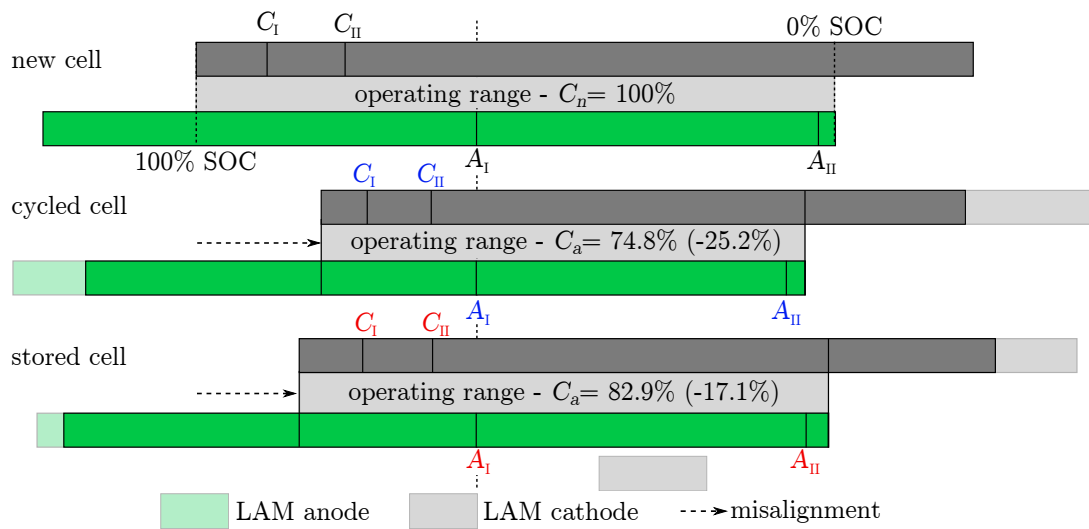 C_I C_II 0% SOC
new cell
operating range - C_n= 100%
100% SOC A_I A_II
C_I C_II
cycled cell
operating range - C_a= 74.8% (-25.2%)
A_I A_II
C_I C_II
stored cell
operating range - C_a= 82.9% (-17.1%)
A_I A_II
LAM anode LAM cathode misalignment